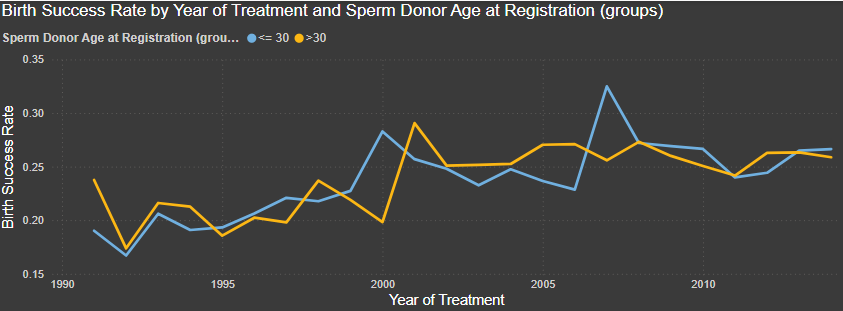 Birth Success Rate by Year of Treatment and Sperm Donor Age at Registration (groups)
Sperm Donor Age at Registration (grou... <= 30 >30
0.35
0.30
0.25
0.20
0.15
Birth Success Rate
1990 1995 2000 2005 2010
Year of Treatment